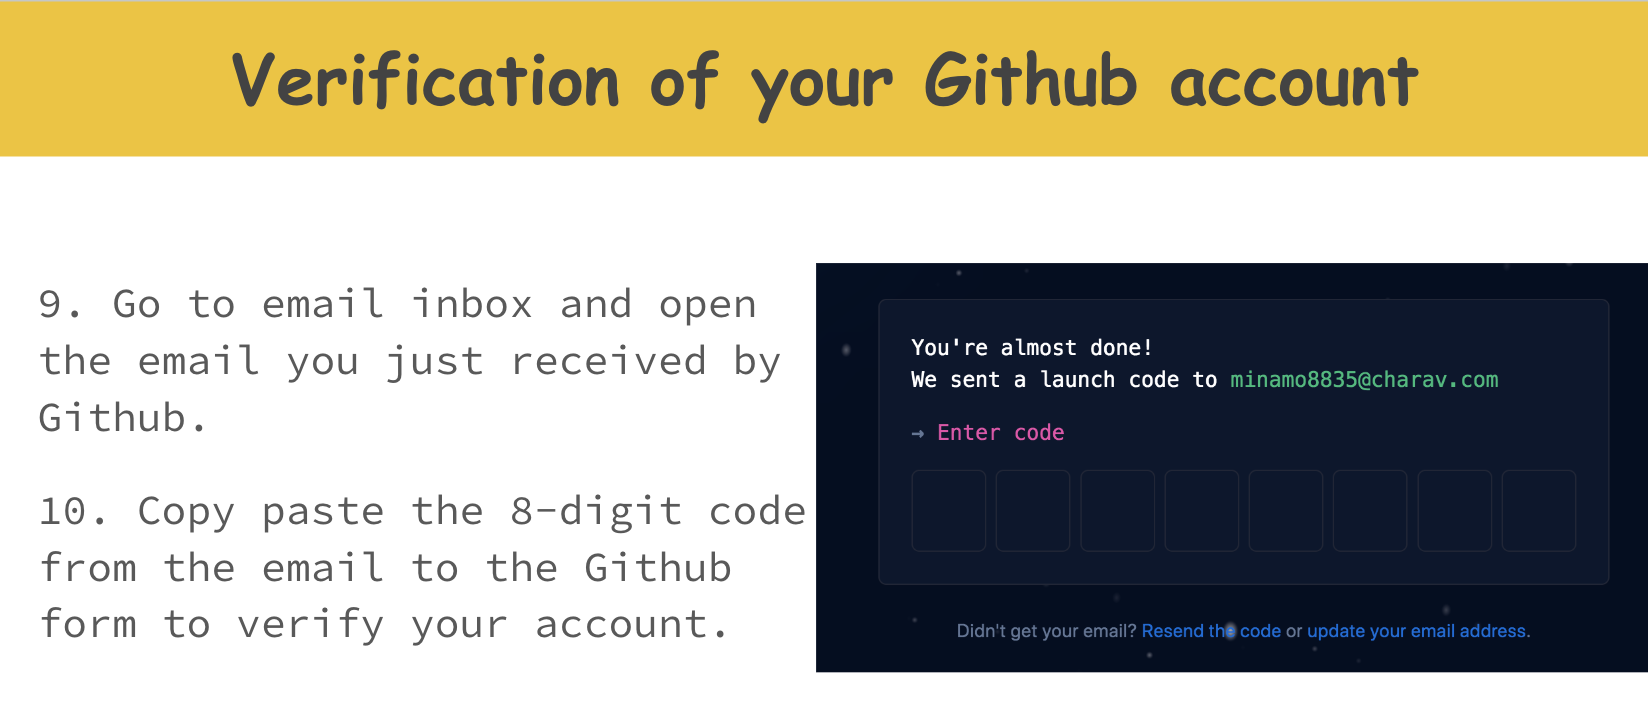 Verification of your Github account
9. Go to email inbox and open
the email you just received by
Github.
10. Copy paste the 8-digit code
from the email to the Github
form to verify your account.
You're almost done!
We sent a launch code to minamo8835@charav.com
→ Enter code
Didn't get your email? Resend the code or update your email address.